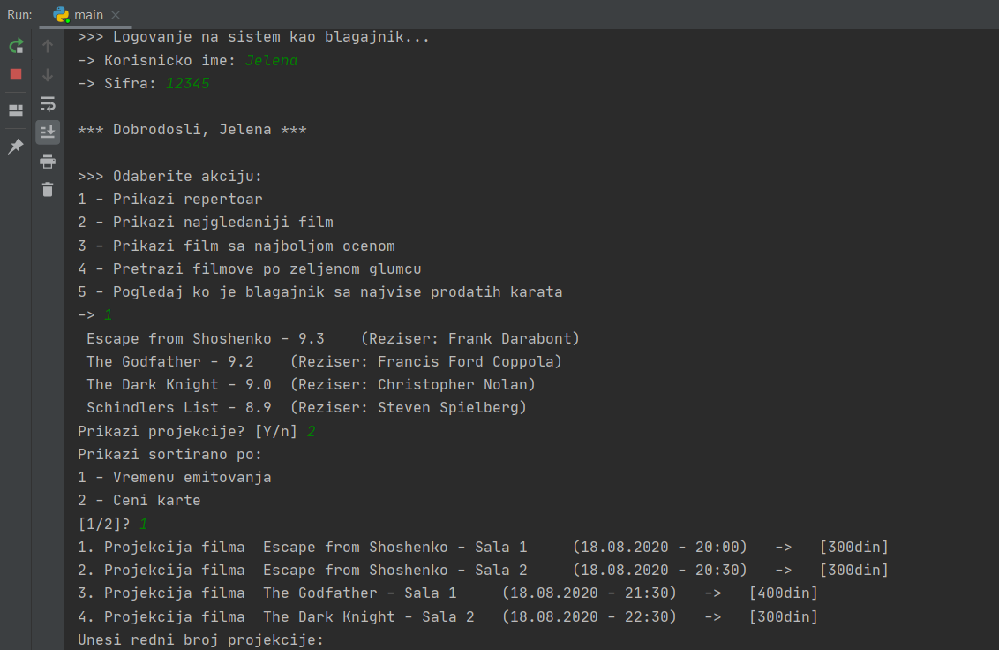 Run: main
>>> Logovanje na sistem kao blagajnik...
-> Korisnicko ime: Jelena
-> Sifra: 12345
*** Dobrodosli, Jelena ***
>>> Odaberite akciju:
1 - Prikazi repertoar
2 - Prikazi najgledaniji film
3 - Prikazi film sa najboljom ocenom
4 - Pretrazi filmove po zeljenom glumcu
5 - Pogledaj ko je blagajnik sa najvise prodatih karata
-> 1
Escape from Shoshenko - 9.3    (Reziser: Frank Darabont)
The Godfather - 9.2    (Reziser: Francis Ford Coppola)
The Dark Knight - 9.0  (Reziser: Christopher Nolan)
Schindlers List - 8.9  (Reziser: Steven Spielberg)
Prikazi projekcije? [Y/n] 2
Prikazi sortirano po:
1 - Vremenu emitovanja
2 - Ceni karte
[1/2]? 1
1. Projekcija filma  Escape from Shoshenko - Sala 1     (18.08.2020 - 20:00)   ->   [300din]
2. Projekcija filma  Escape from Shoshenko - Sala 2     (18.08.2020 - 20:30)   ->   [300din]
3. Projekcija filma  The Godfather - Sala 1     (18.08.2020 - 21:30)   ->   [400din]
4. Projekcija filma  The Dark Knight - Sala 2   (18.08.2020 - 22:30)   ->   [300din]
Unesi redni broj projekcije: